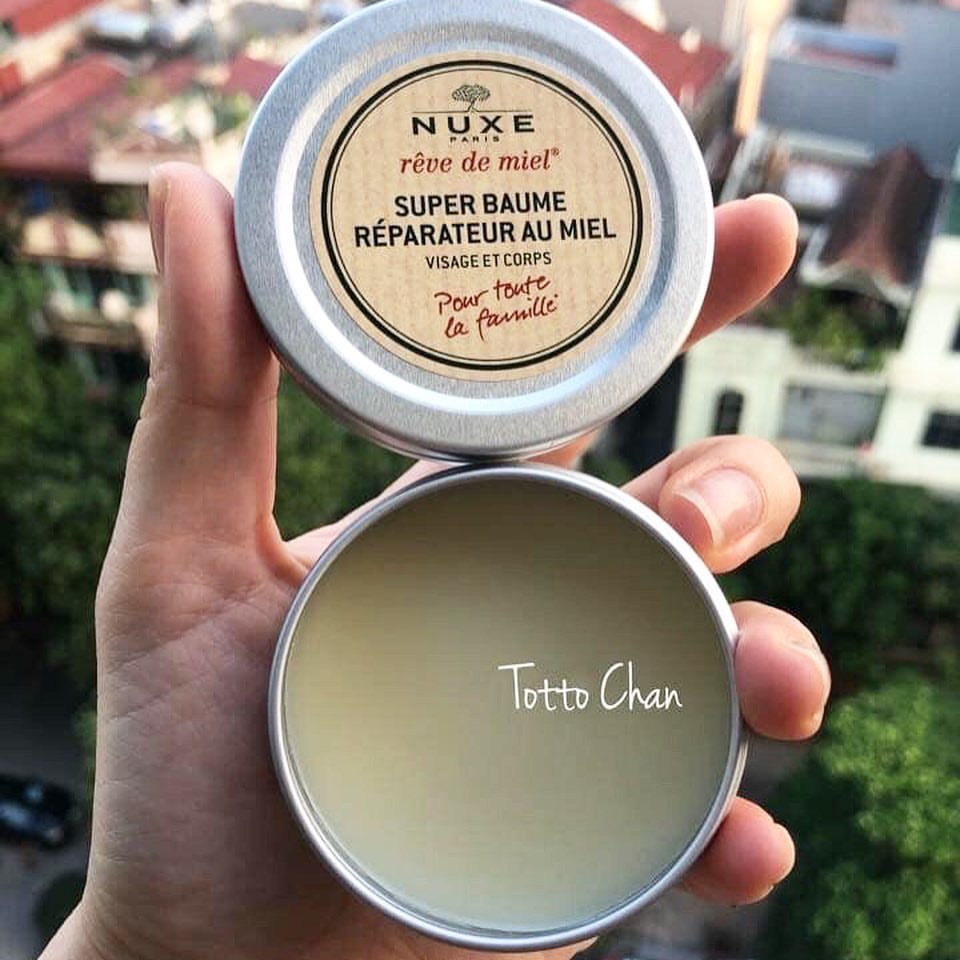 NUXE
PARIS
rêve de miel®
SUPER BAUME
RÉPARATEUR AU MIEL
VISAGE ET CORPS
Pour toute
la famille*
Totto Chan